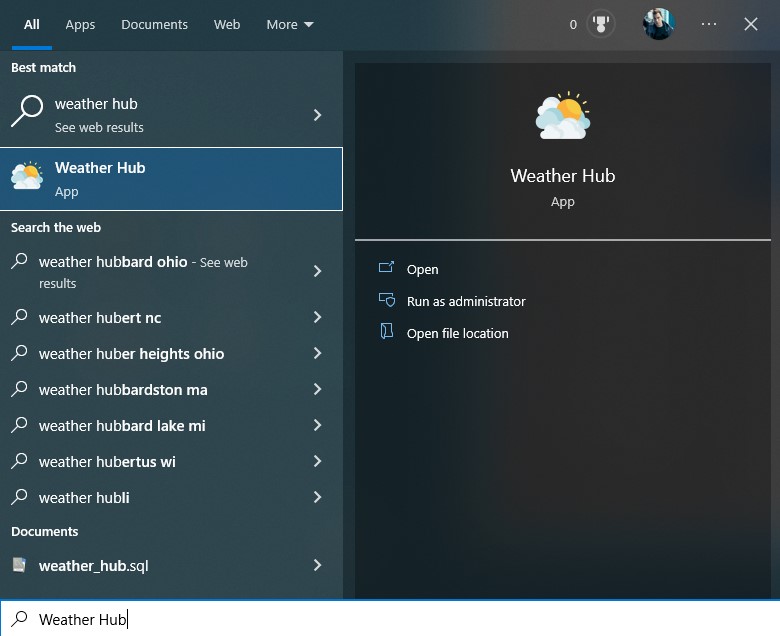 All Apps Documents Web More 0 ···
Best match
weather hub
See web results
Weather Hub
App
Search the web
weather hubbard ohio - See web
results
weather hubert nc
weather huber heights ohio
weather hubbardston ma
weather hubbard lake mi
weather hubertus wi
weather hubli
Documents
weather_hub.sql
Weather Hub
App
Open
Run as administrator
Open file location
Weather Hub